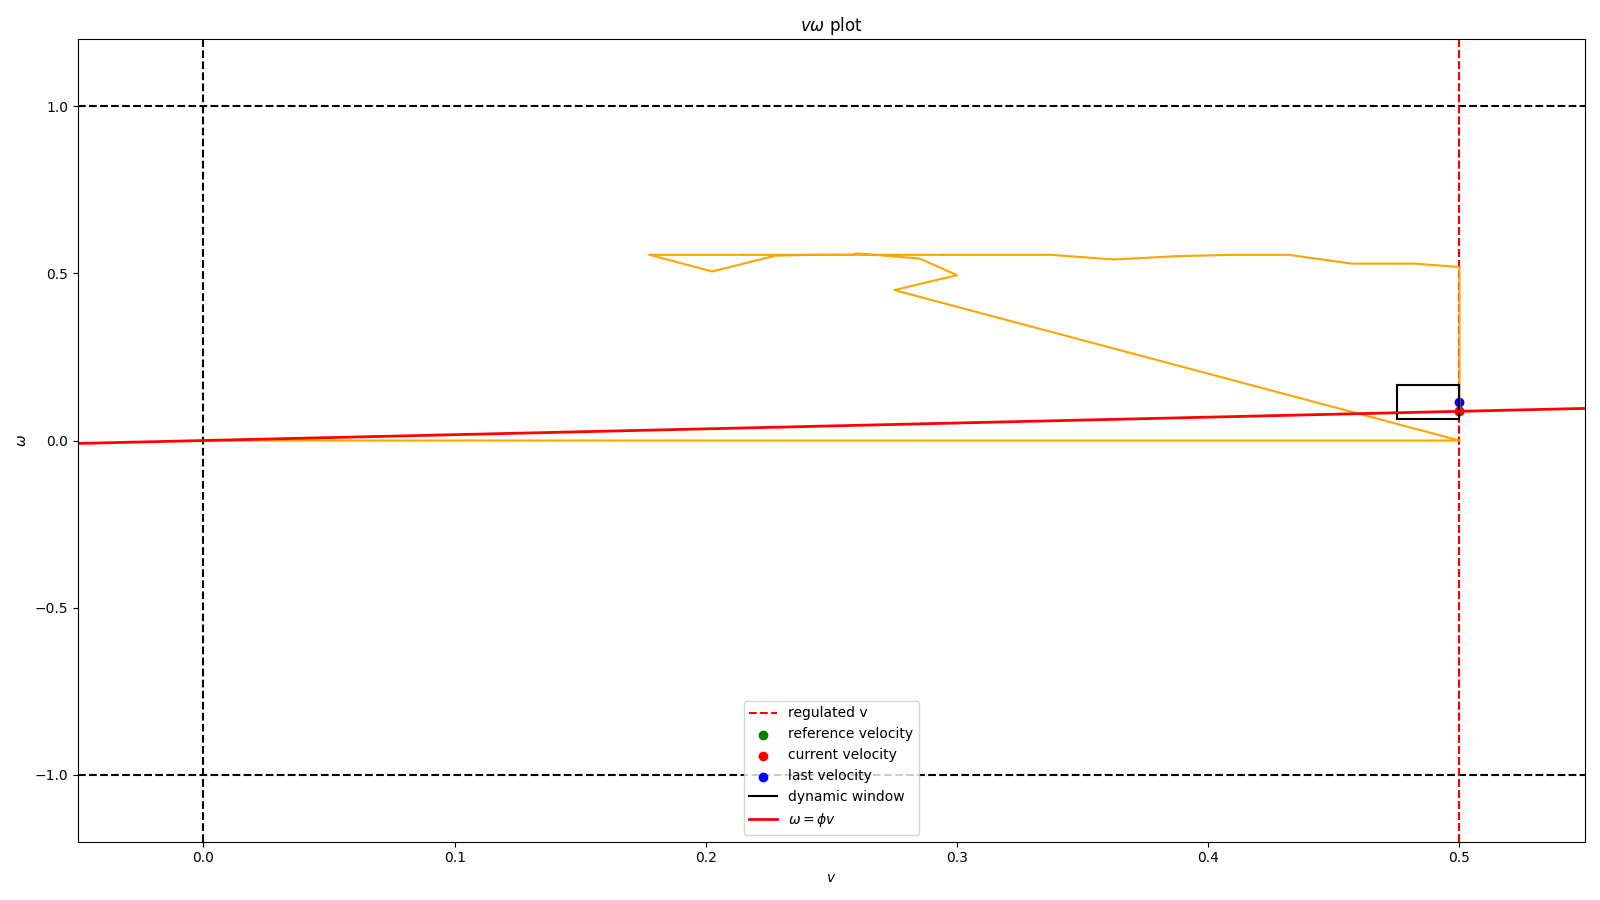 vω plot
ω
1.0
0.5
0.0
−0.5
−1.0
regulated v
reference velocity
current velocity
last velocity
dynamic window
ω = ϕv
0.0 0.1 0.2 0.3 0.4 0.5
v